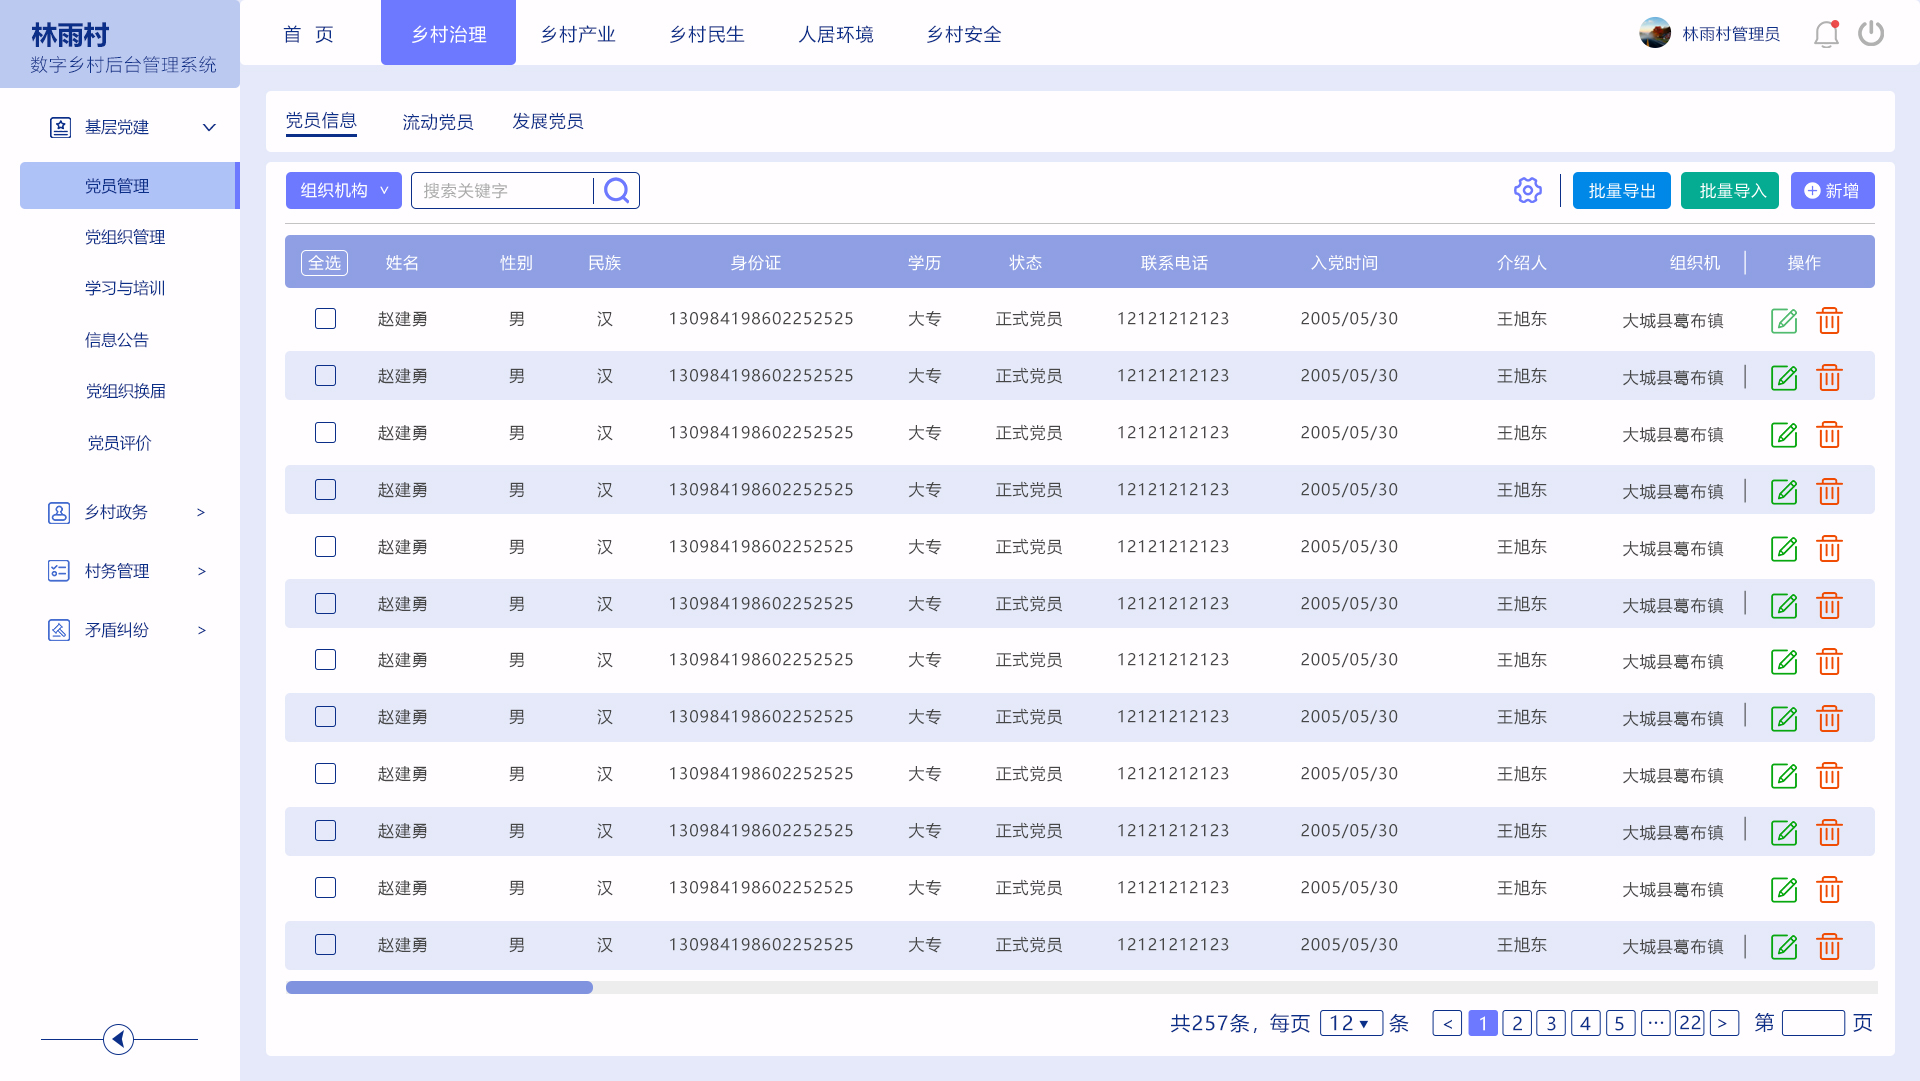 林雨村
数字乡村后台管理系统
首 页 乡村治理 乡村产业 乡村民生 人居环境 乡村安全 林雨村管理员
基层党建
党员管理
党组织管理
学习与培训
信息公告
党组织换届
党员评价
乡村政务 >
村务管理 >
矛盾纠纷 >
党员信息 流动党员 发展党员
组织机构 搜索关键字 批量导出 批量导入 新增
全选 姓名 性别 民族 身份证 学历 状态 联系电话 入党时间 介绍人 组织机 操作
赵建勇 男 汉 130984198602252525 大专 正式党员 12121212123 2005/05/30 王旭东 大城县葛布镇
赵建勇 男 汉 130984198602252525 大专 正式党员 12121212123 2005/05/30 王旭东 大城县葛布镇
赵建勇 男 汉 130984198602252525 大专 正式党员 12121212123 2005/05/30 王旭东 大城县葛布镇
赵建勇 男 汉 130984198602252525 大专 正式党员 12121212123 2005/05/30 王旭东 大城县葛布镇
赵建勇 男 汉 130984198602252525 大专 正式党员 12121212123 2005/05/30 王旭东 大城县葛布镇
赵建勇 男 汉 130984198602252525 大专 正式党员 12121212123 2005/05/30 王旭东 大城县葛布镇
赵建勇 男 汉 130984198602252525 大专 正式党员 12121212123 2005/05/30 王旭东 大城县葛布镇
赵建勇 男 汉 130984198602252525 大专 正式党员 12121212123 2005/05/30 王旭东 大城县葛布镇
赵建勇 男 汉 130984198602252525 大专 正式党员 12121212123 2005/05/30 王旭东 大城县葛布镇
赵建勇 男 汉 130984198602252525 大专 正式党员 12121212123 2005/05/30 王旭东 大城县葛布镇
赵建勇 男 汉 130984198602252525 大专 正式党员 12121212123 2005/05/30 王旭东 大城县葛布镇
赵建勇 男 汉 130984198602252525 大专 正式党员 12121212123 2005/05/30 王旭东 大城县葛布镇
共257条，每页 12 条 < 1 2 3 4 5 ··· 22 > 第 页